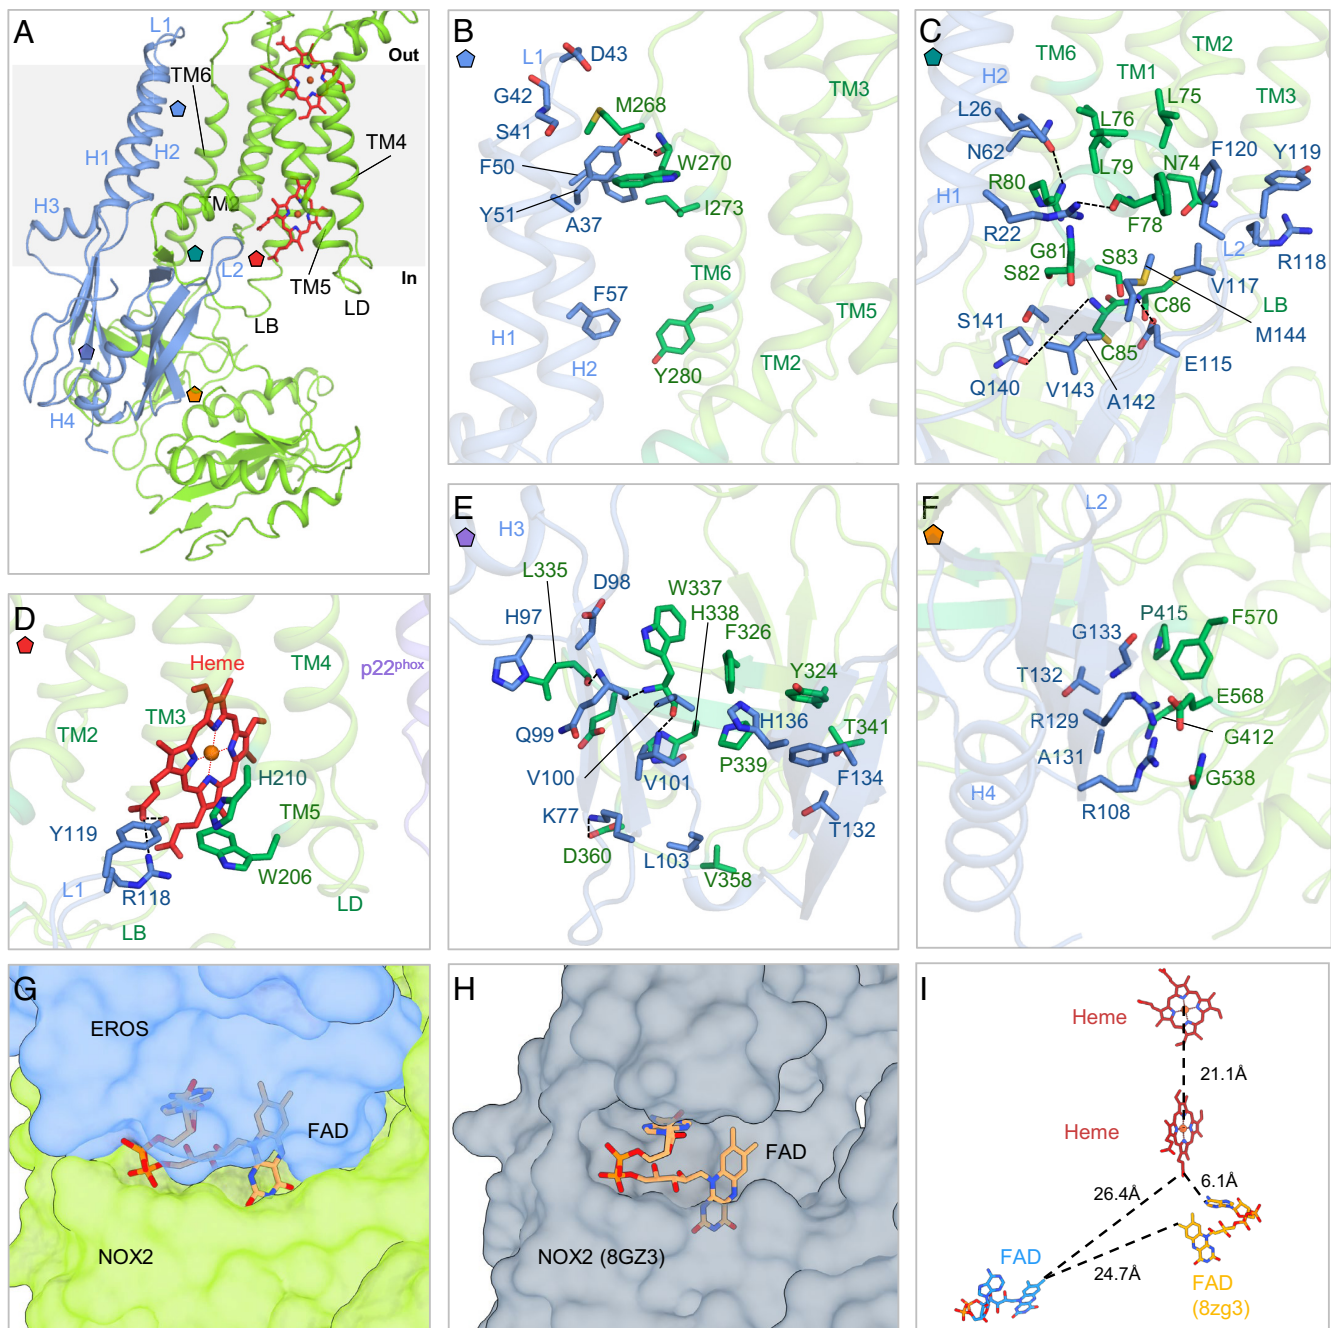 A
L1
Out
TM6
TM4
H1
H2
H3
TM2
L2
In
TM5
LD
LB
H4
B
L1
D43
G42
M268
TM3
S41
F50
W270
Y51
A37
I273
TM6
F57
TM5
H1
H2
TM2
Y280
C
TM6
TM2
TM1
H2
L75
TM3
L26
L76
N62
F120
Y119
L79
N74
R80
H1
F78
R22
L2
G81
R118
S83
S82
V117
C86
LB
S141
M144
C85
E115
Q140
V143
A142
D
Heme
TM4
p22phox
TM3
TM2
H210
Y119
TM5
W206
L1
R118
LD
LB
E
H3
L335
D98
W337
H97
H338
F326
Y324
Q99
H136
T341
V100
V101
P339
F134
K77
T132
D360
L103
V358
F
L2
P415
F570
G133
T132
E568
R129
G412
A131
G538
H4
R108
G
EROS
FAD
NOX2
H
FAD
NOX2 (8GZ3)
I
Heme
21.1Å
Heme
26.4Å
6.1Å
FAD
24.7Å
FAD
(8zg3)